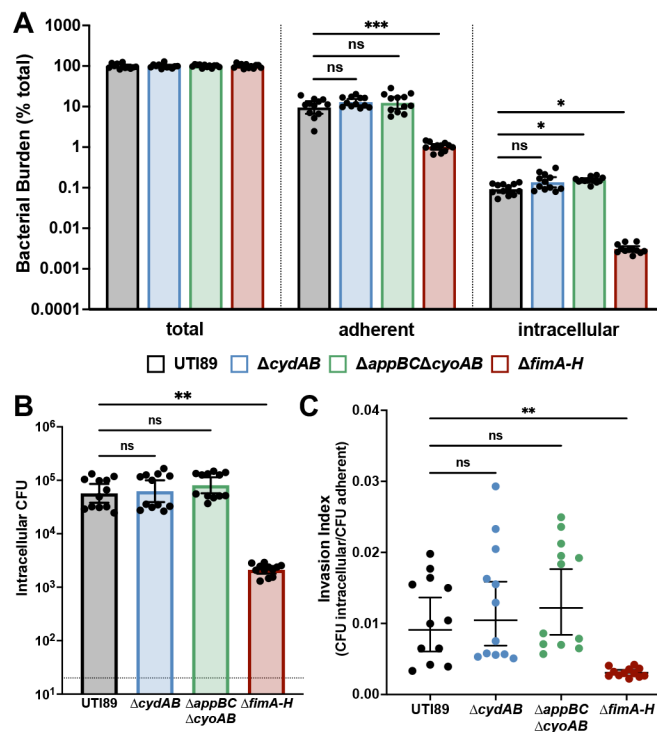 A
Bacterial Burden (% total)
1000
100
10
1
0.1
0.01
0.001
0.0001
ns
ns
***
ns
*
*
total
adherent
intracellular
UTI89
ΔcydAB
ΔappBCΔcyoAB
ΔfimA-H
B
Intracellular CFU
10⁶
10⁵
10⁴
10³
10²
10¹
**
ns
ns
UTI89
ΔcydAB
ΔappBC
ΔcyoAB
ΔfimA-H
C
Invasion Index
(CFU intracellular/CFU adherent)
0.04
0.03
0.02
0.01
0.00
**
ns
ns
UTI89
ΔcydAB
ΔappBC
ΔcyoAB
ΔfimA-H